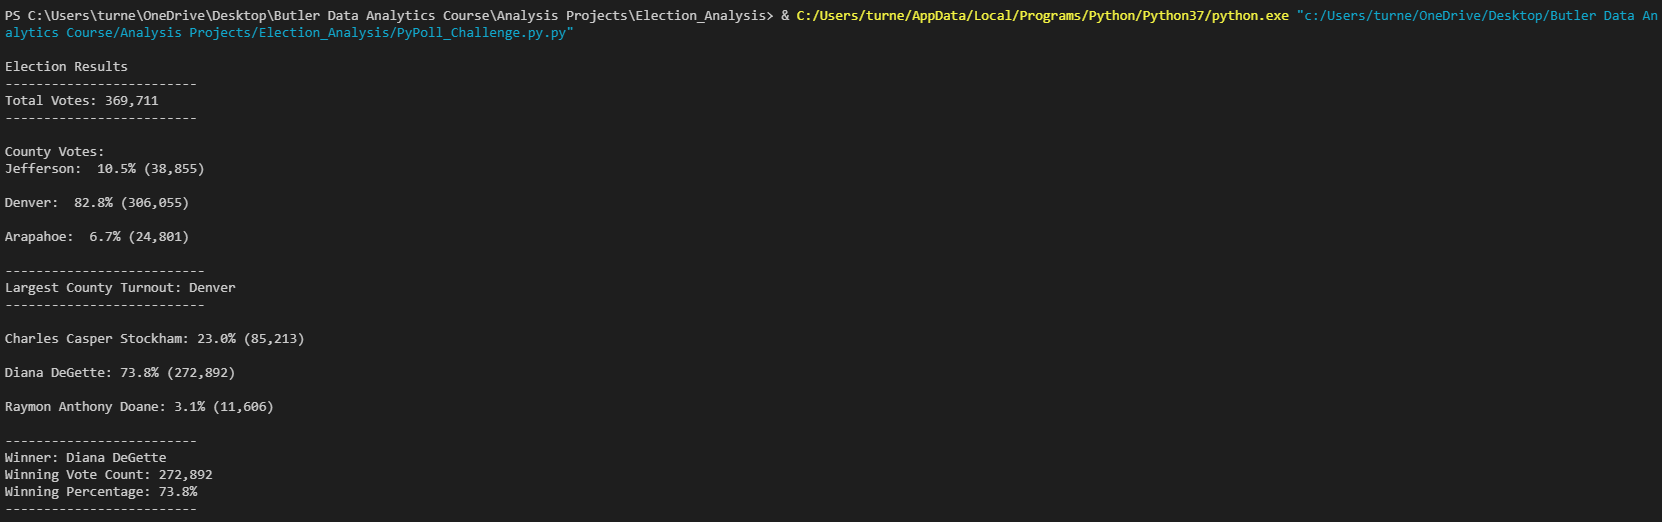 PS C:\Users\turne\OneDrive\Desktop\Butler Data Analytics Course\Analysis Projects\Election_Analysis> & C:/Users/turne/AppData/Local/Programs/Python/Python37/python.exe "c:/Users/turne/OneDrive/Desktop/Butler Data An
alytics Course/Analysis Projects/Election_Analysis/PyPoll_Challenge.py.py"
Election Results
-------------------------
Total Votes: 369,711
-------------------------
County Votes:
Jefferson:  10.5% (38,855)
Denver:  82.8% (306,055)
Arapahoe:  6.7% (24,801)
--------------------------
Largest County Turnout: Denver
--------------------------
Charles Casper Stockham: 23.0% (85,213)
Diana DeGette: 73.8% (272,892)
Raymon Anthony Doane: 3.1% (11,606)
-------------------------
Winner: Diana DeGette
Winning Vote Count: 272,892
Winning Percentage: 73.8%
-------------------------